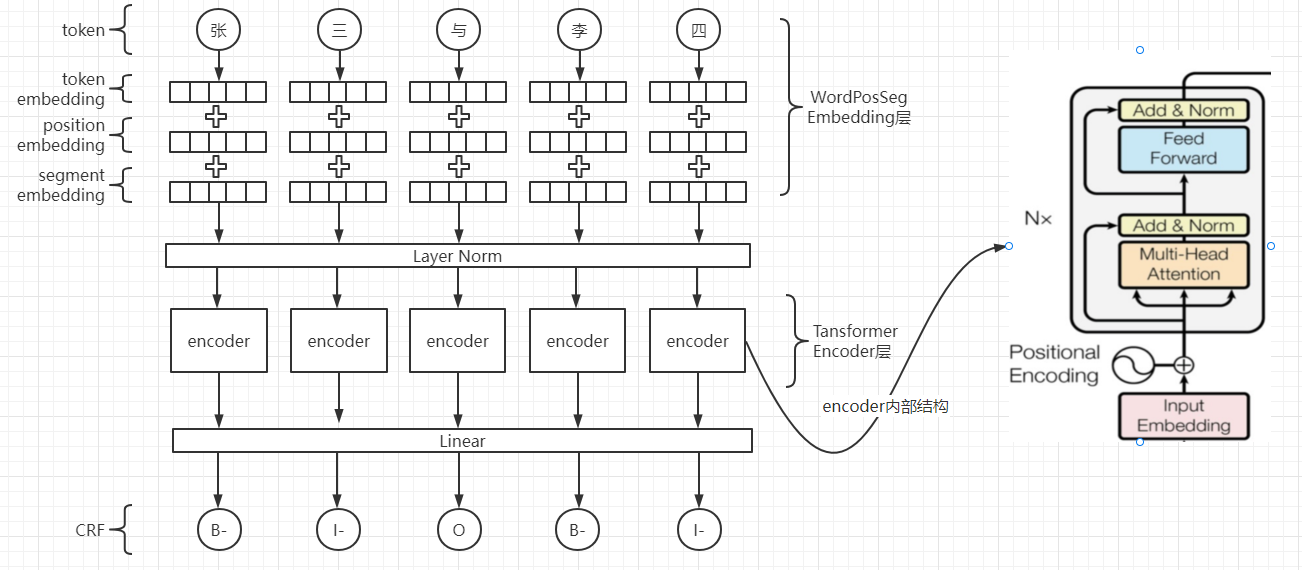 token
张 三 与 李 四
token
embedding
position
embedding
segment
embedding
WordPosSeg
Embedding层
Layer Norm
encoder encoder encoder encoder encoder
Tansformer
Encoder层
encoder内部结构
Linear
CRF
B- I- O B- I-
Add & Norm
Feed
Forward
N×
Add & Norm
Multi-Head
Attention
Positional
Encoding
Input
Embedding